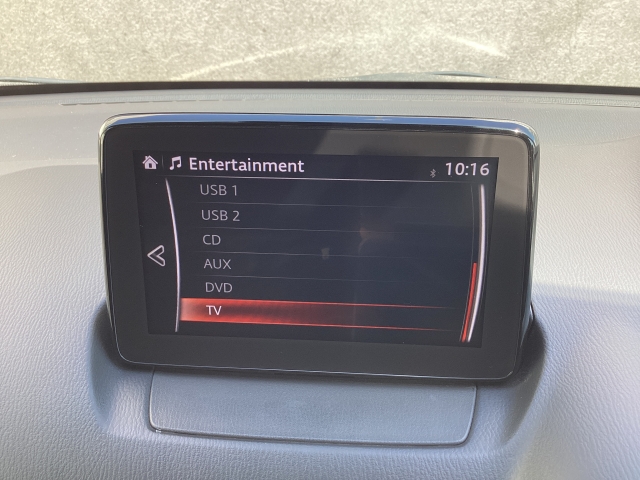 Entertainment 10:16
USB 1
USB 2
CD
AUX
DVD
TV